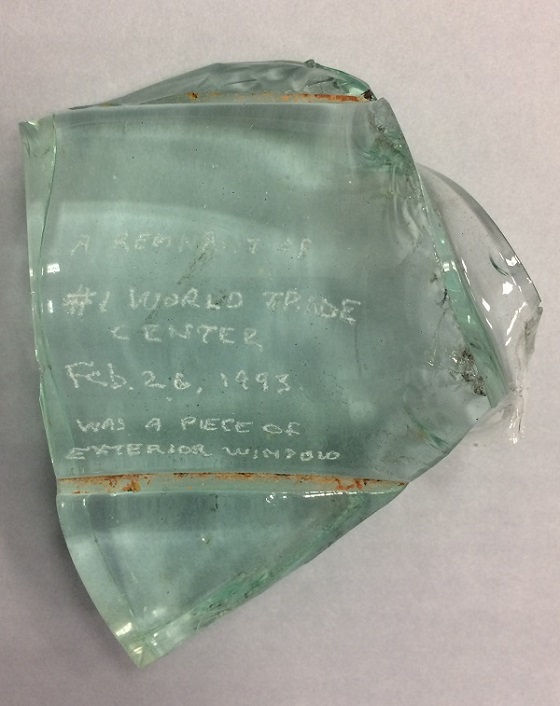 A REMNANT OF
#1 WORLD TRADE
CENTER
Feb. 26, 1993
WAS A PIECE OF
EXTERIOR WINDOW